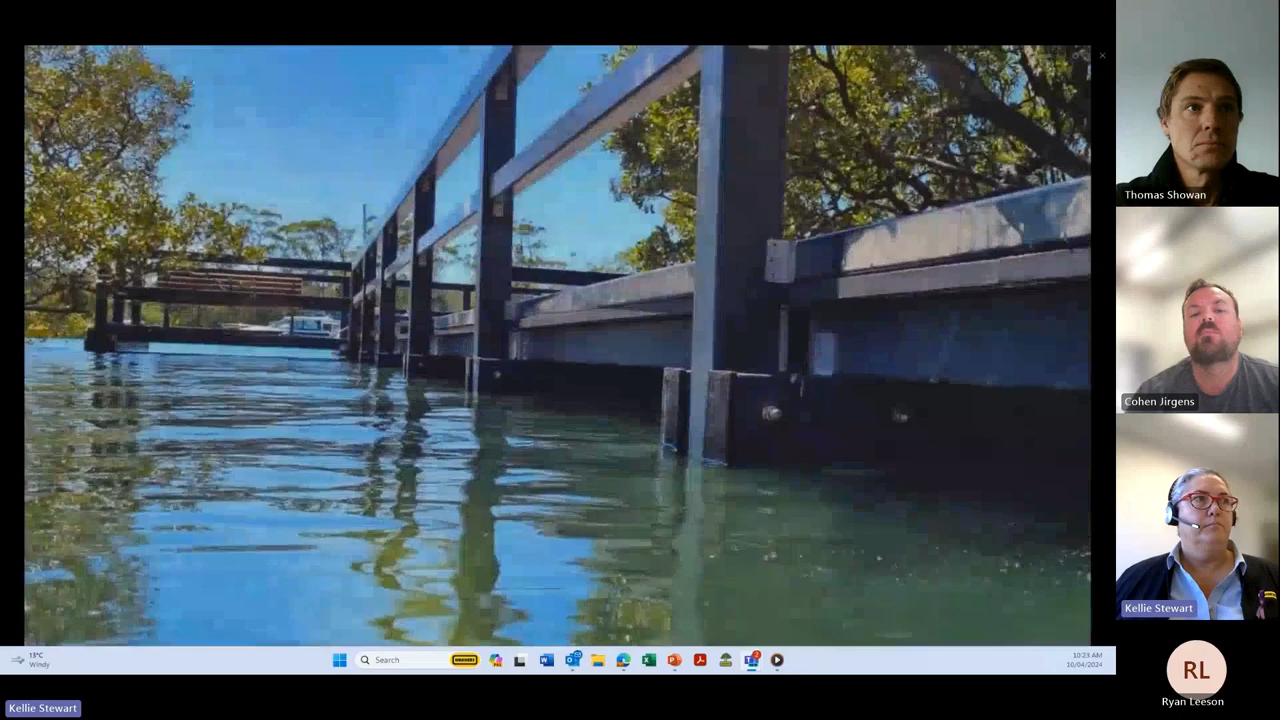 Thomas Showan
Cohen Jirgens
Kellie Stewart
RL
Ryan Leeson
13°C
Windy
Search
10:23 AM
10/04/2024
Kellie Stewart